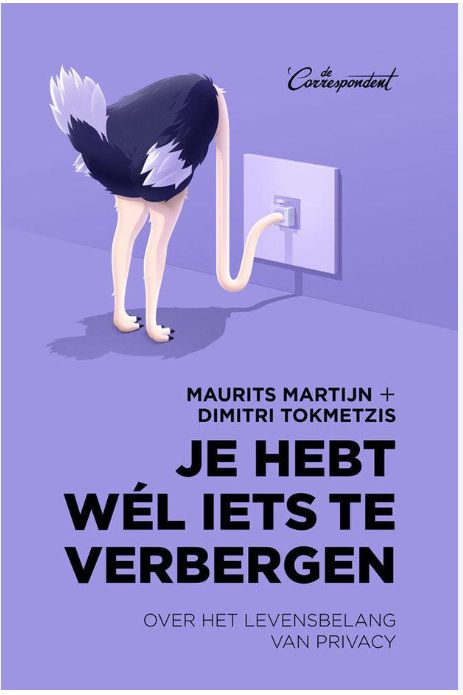 de
Correspondent
MAURITS MARTIJN +
DIMITRI TOKMETZIS
JE HEBT
WÉL IETS TE
VERBERGEN
OVER HET LEVENSBELANG
VAN PRIVACY